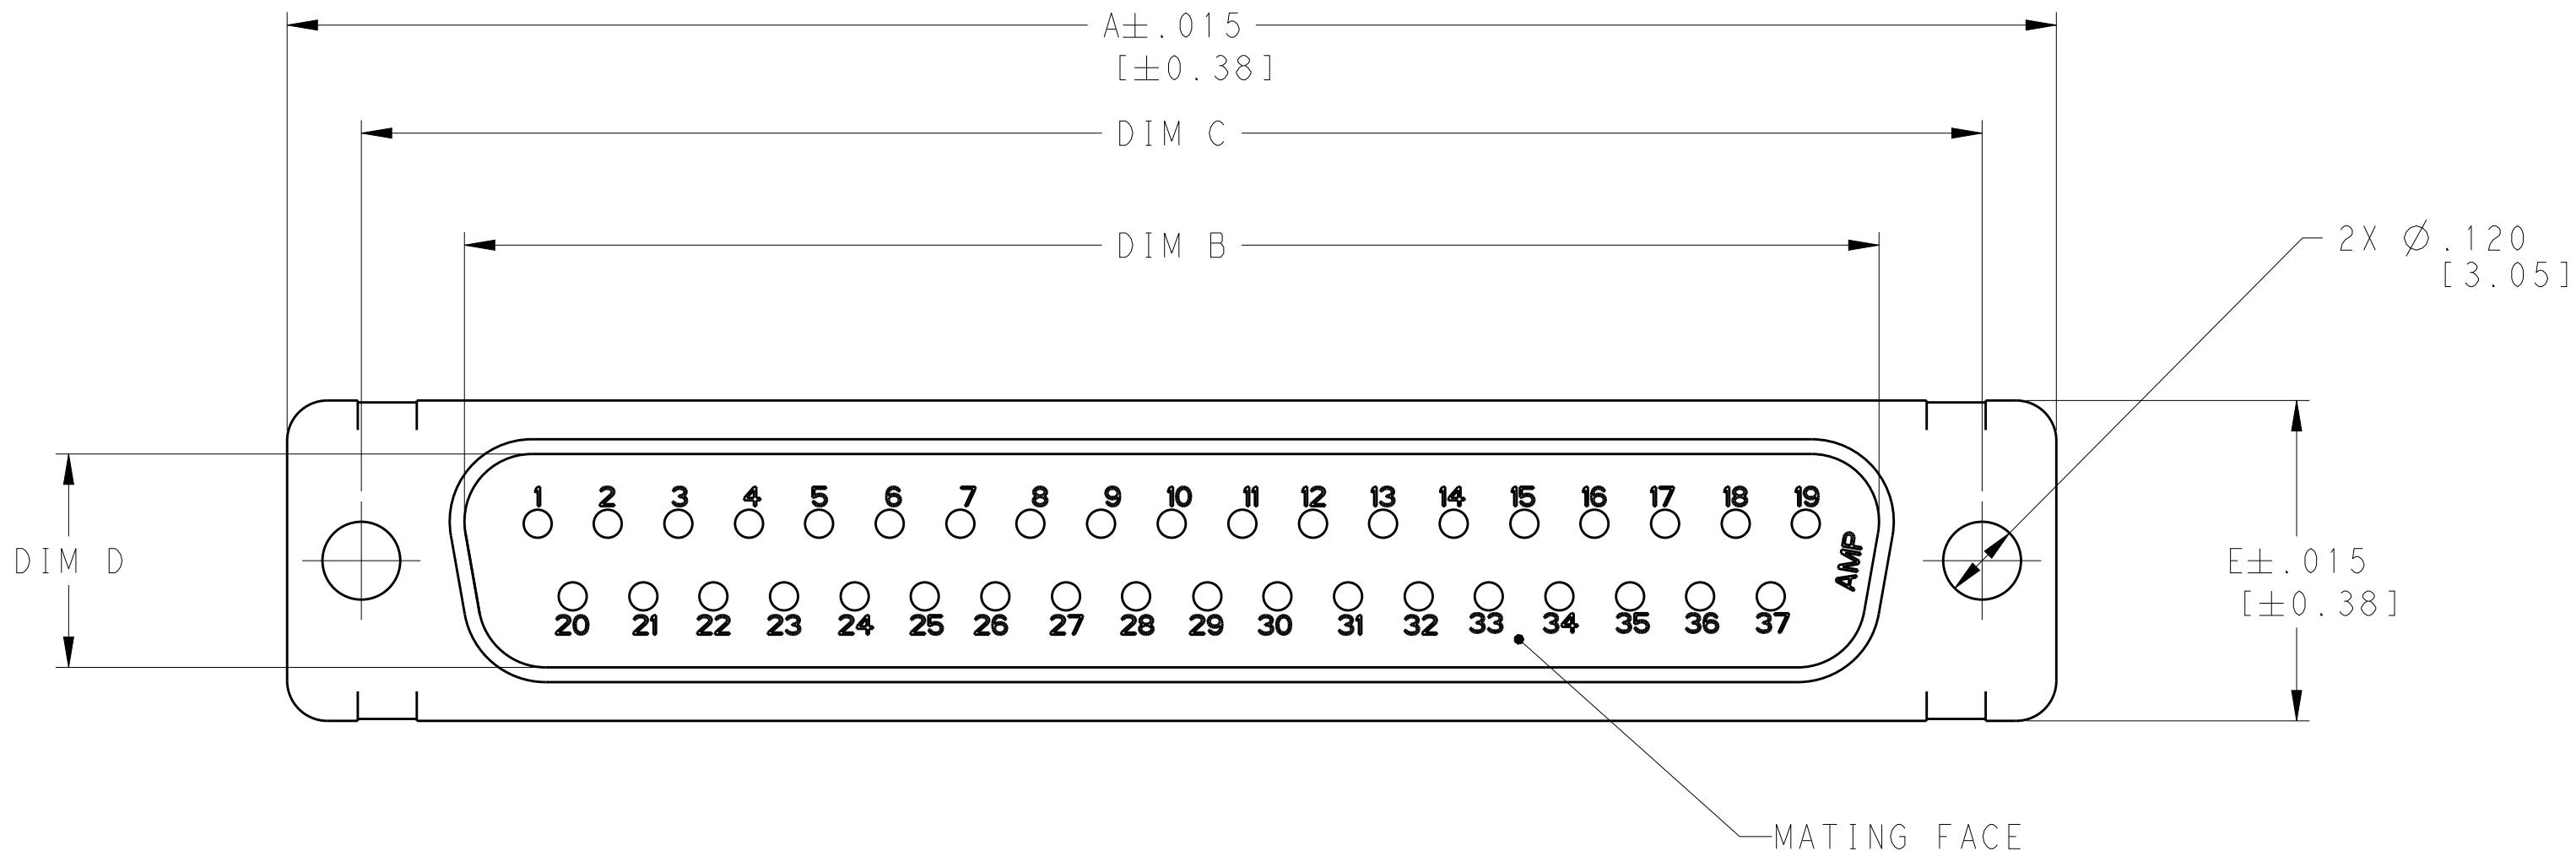 A±.015
[±0.38]
DIM C
DIM B
2X Ø.120
[3.05]
1 2 3 4 5 6 7 8 9 10 11 12 13 14 15 16 17 18 19
AMP
DIM D
E±.015
[±0.38]
20 21 22 23 24 25 26 27 28 29 30 31 32 33 34 35 36 37
MATING FACE